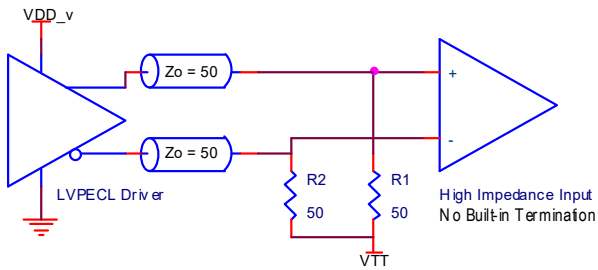 VDD_v
Zo = 50
+
Zo = 50
-
LVPECL Driver
R2
50
R1
50
High Impedance Input
No Built-in Termination
VTT